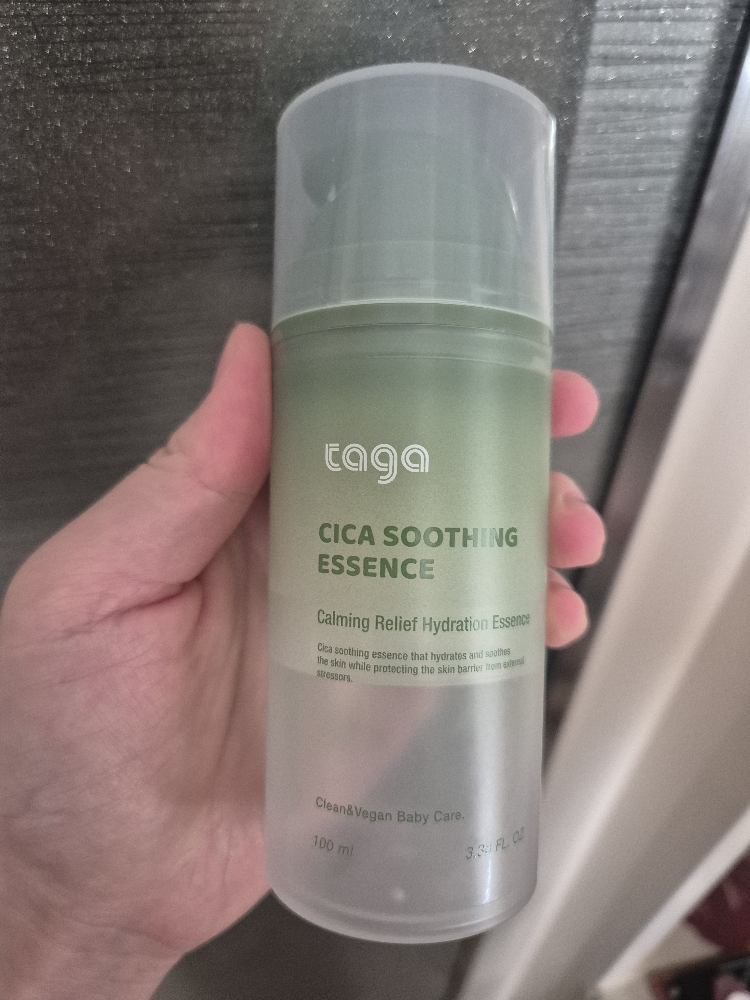 taga
CICA SOOTHING
ESSENCE
Calming Relief Hydration Essence
Cica soothing essence that hydrates and soothes
the skin while protecting the skin barrier from external
stressors.
Clean&Vegan Baby Care.
100 ml
FL. OZ